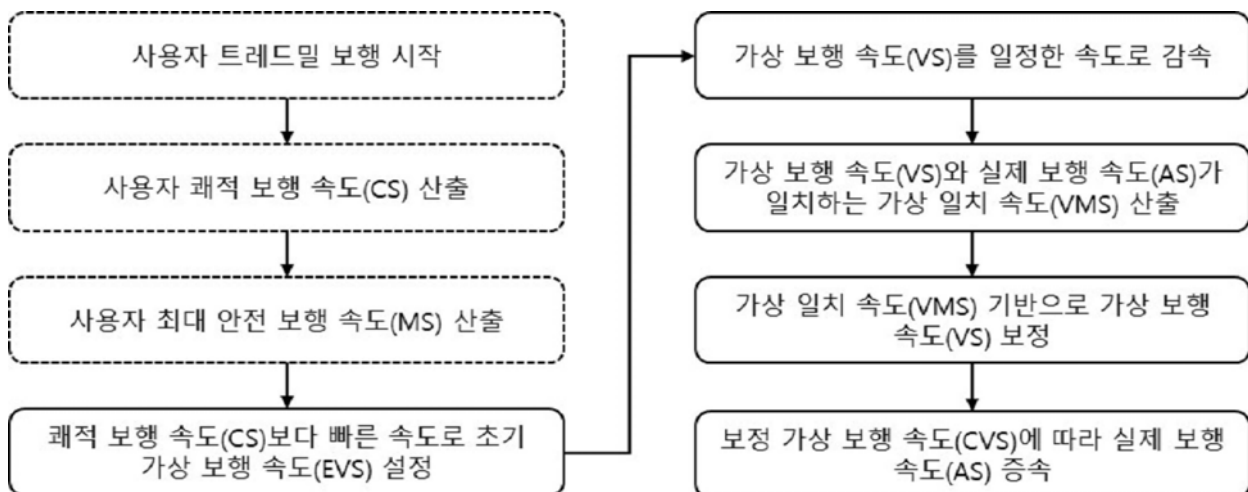 사용자 트레드밀 보행 시작
사용자 쾌적 보행 속도(CS) 산출
사용자 최대 안전 보행 속도(MS) 산출
쾌적 보행 속도(CS)보다 빠른 속도로 초기
가상 보행 속도(EVS) 설정
가상 보행 속도(VS)를 일정한 속도로 감속
가상 보행 속도(VS)와 실제 보행 속도(AS)가
일치하는 가상 일치 속도(VMS) 산출
가상 일치 속도(VMS) 기반으로 가상 보행
속도(VS) 보정
보정 가상 보행 속도(CVS)에 따라 실제 보행
속도(AS) 증속